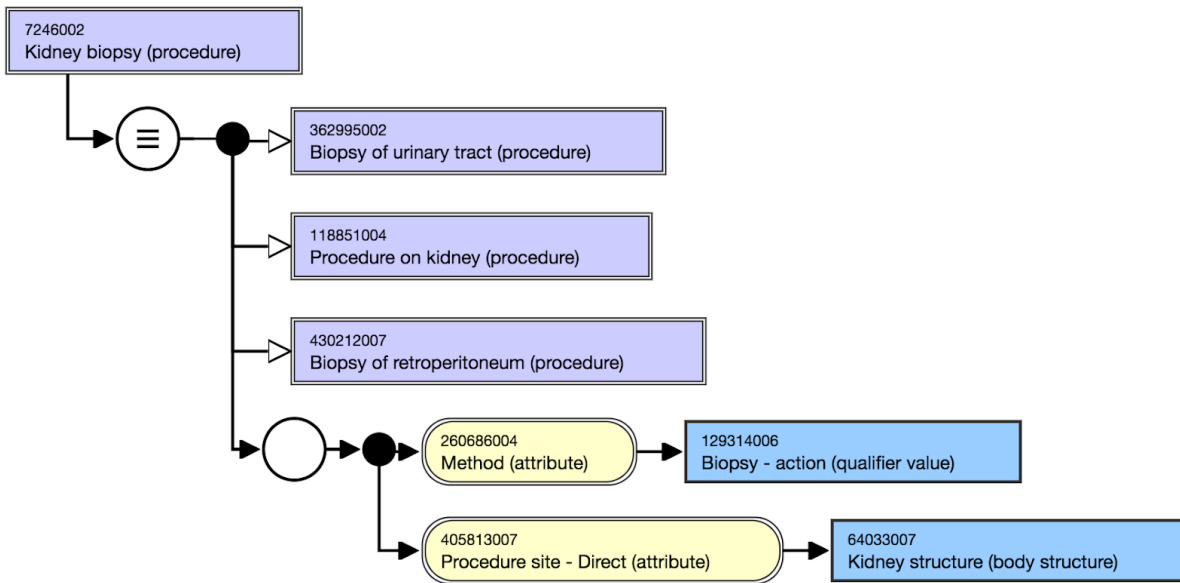 7246002
Kidney biopsy (procedure)
362995002
Biopsy of urinary tract (procedure)
118851004
Procedure on kidney (procedure)
430212007
Biopsy of retroperitoneum (procedure)
260686004
Method (attribute)
129314006
Biopsy - action (qualifier value)
405813007
Procedure site - Direct (attribute)
64033007
Kidney structure (body structure)